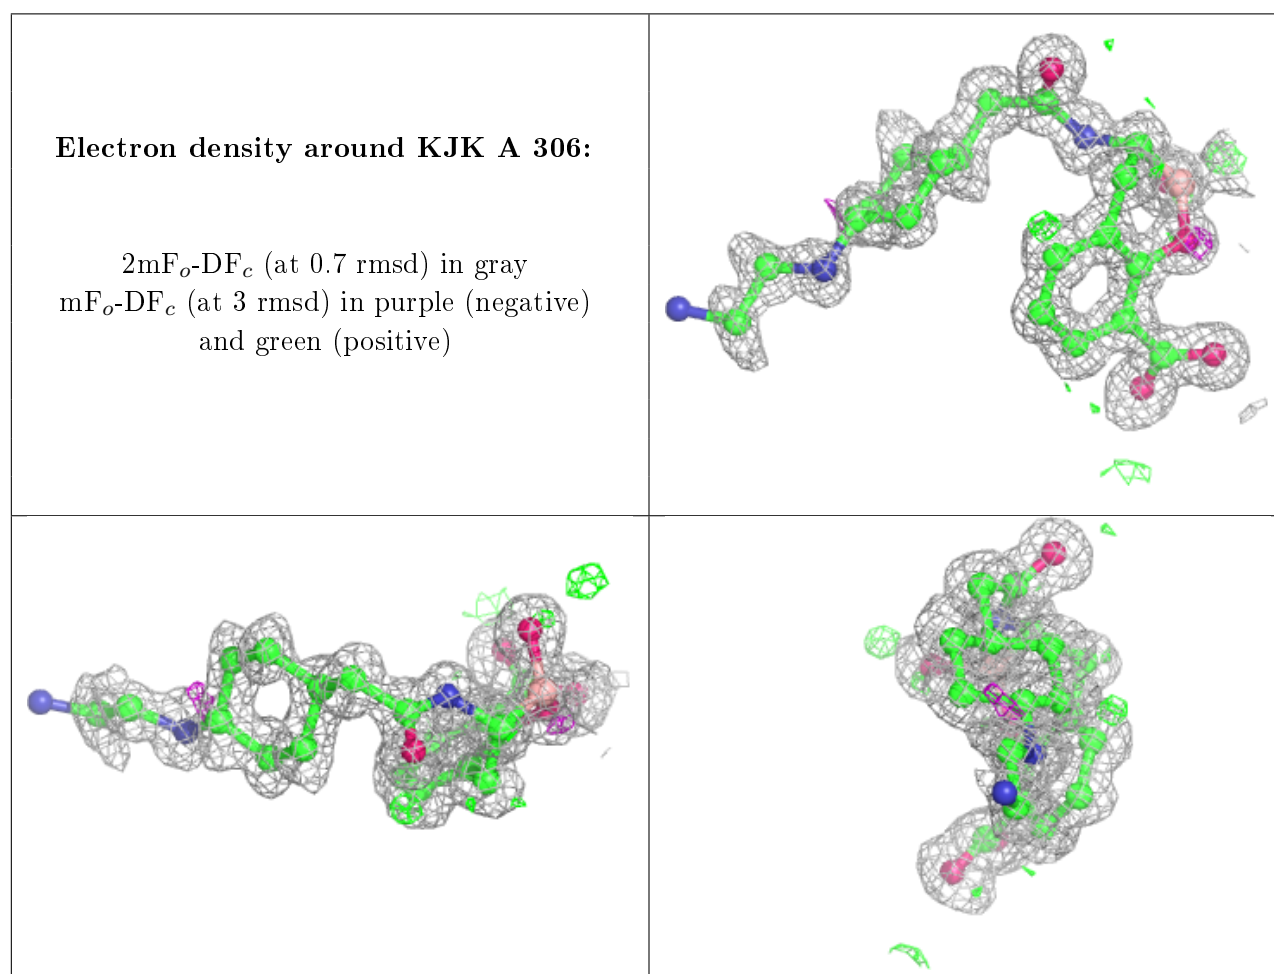 Electron density around KJK A 306:
2mFo-DFc (at 0.7 rmsd) in gray
mFo-DFc (at 3 rmsd) in purple (negative)
and green (positive)